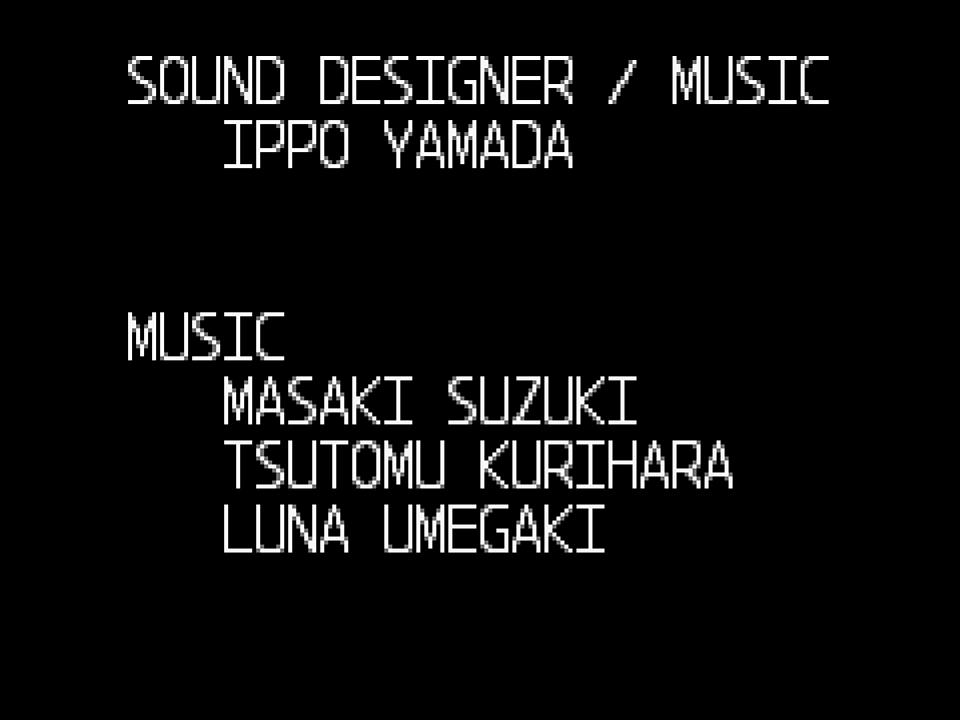 SOUND DESIGNER / MUSIC
IPPO YAMADA
MUSIC
MASAKI SUZUKI
TSUTOMU KURIHARA
LUNA UMEGAKI